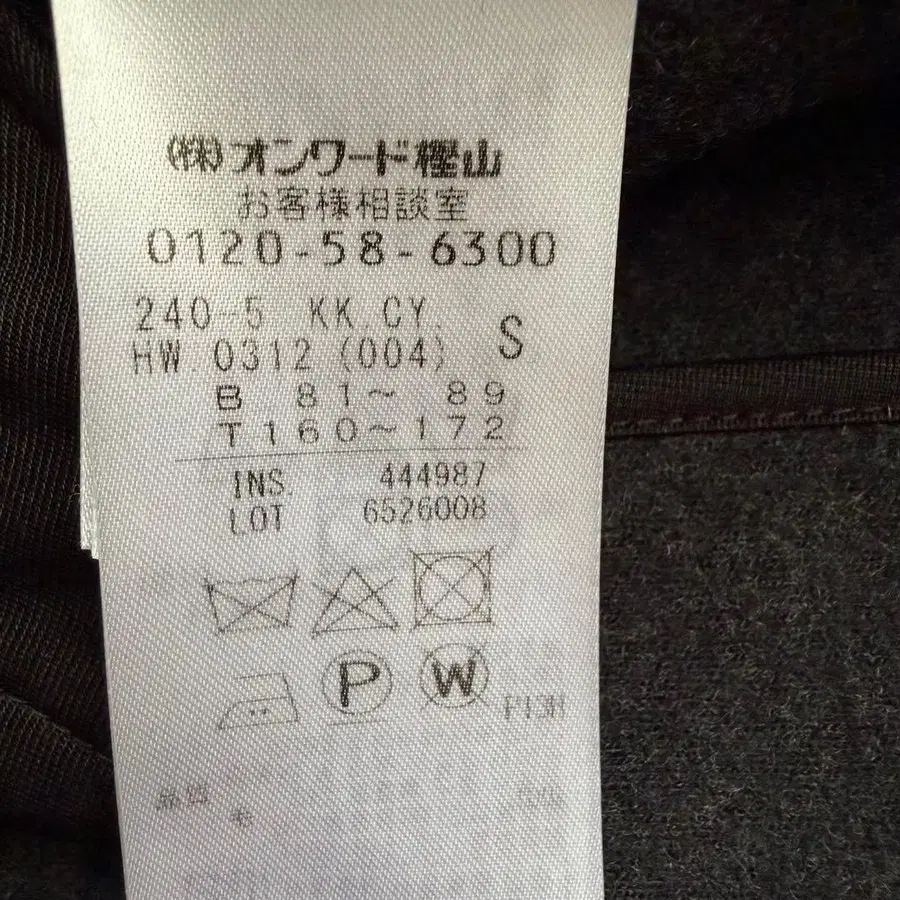 (株)オンワード樫山
お客様相談室
0120-58-6300
240-5 KK.CY. S
HW.0312 (004)
B 81～ 89
T160～172
INS. 444987
LOT 6526008
P W